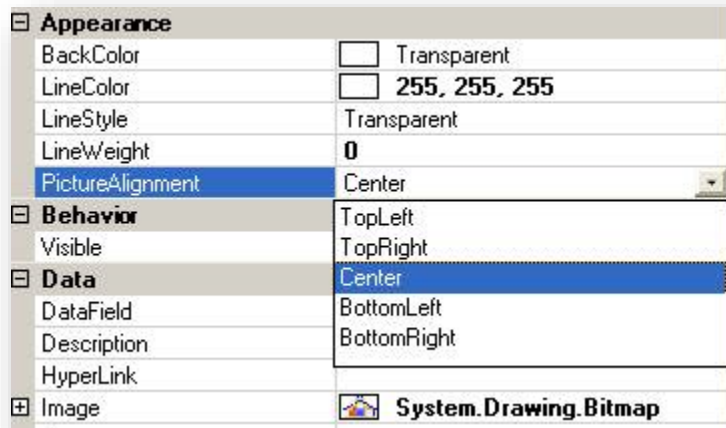 Appearance
BackColor Transparent
LineColor 255, 255, 255
LineStyle Transparent
LineWeight 0
PictureAlignment Center
Behavior TopLeft
Visible TopRight
Data Center
DataField BottomLeft
Description BottomRight
HyperLink
Image System.Drawing.Bitmap